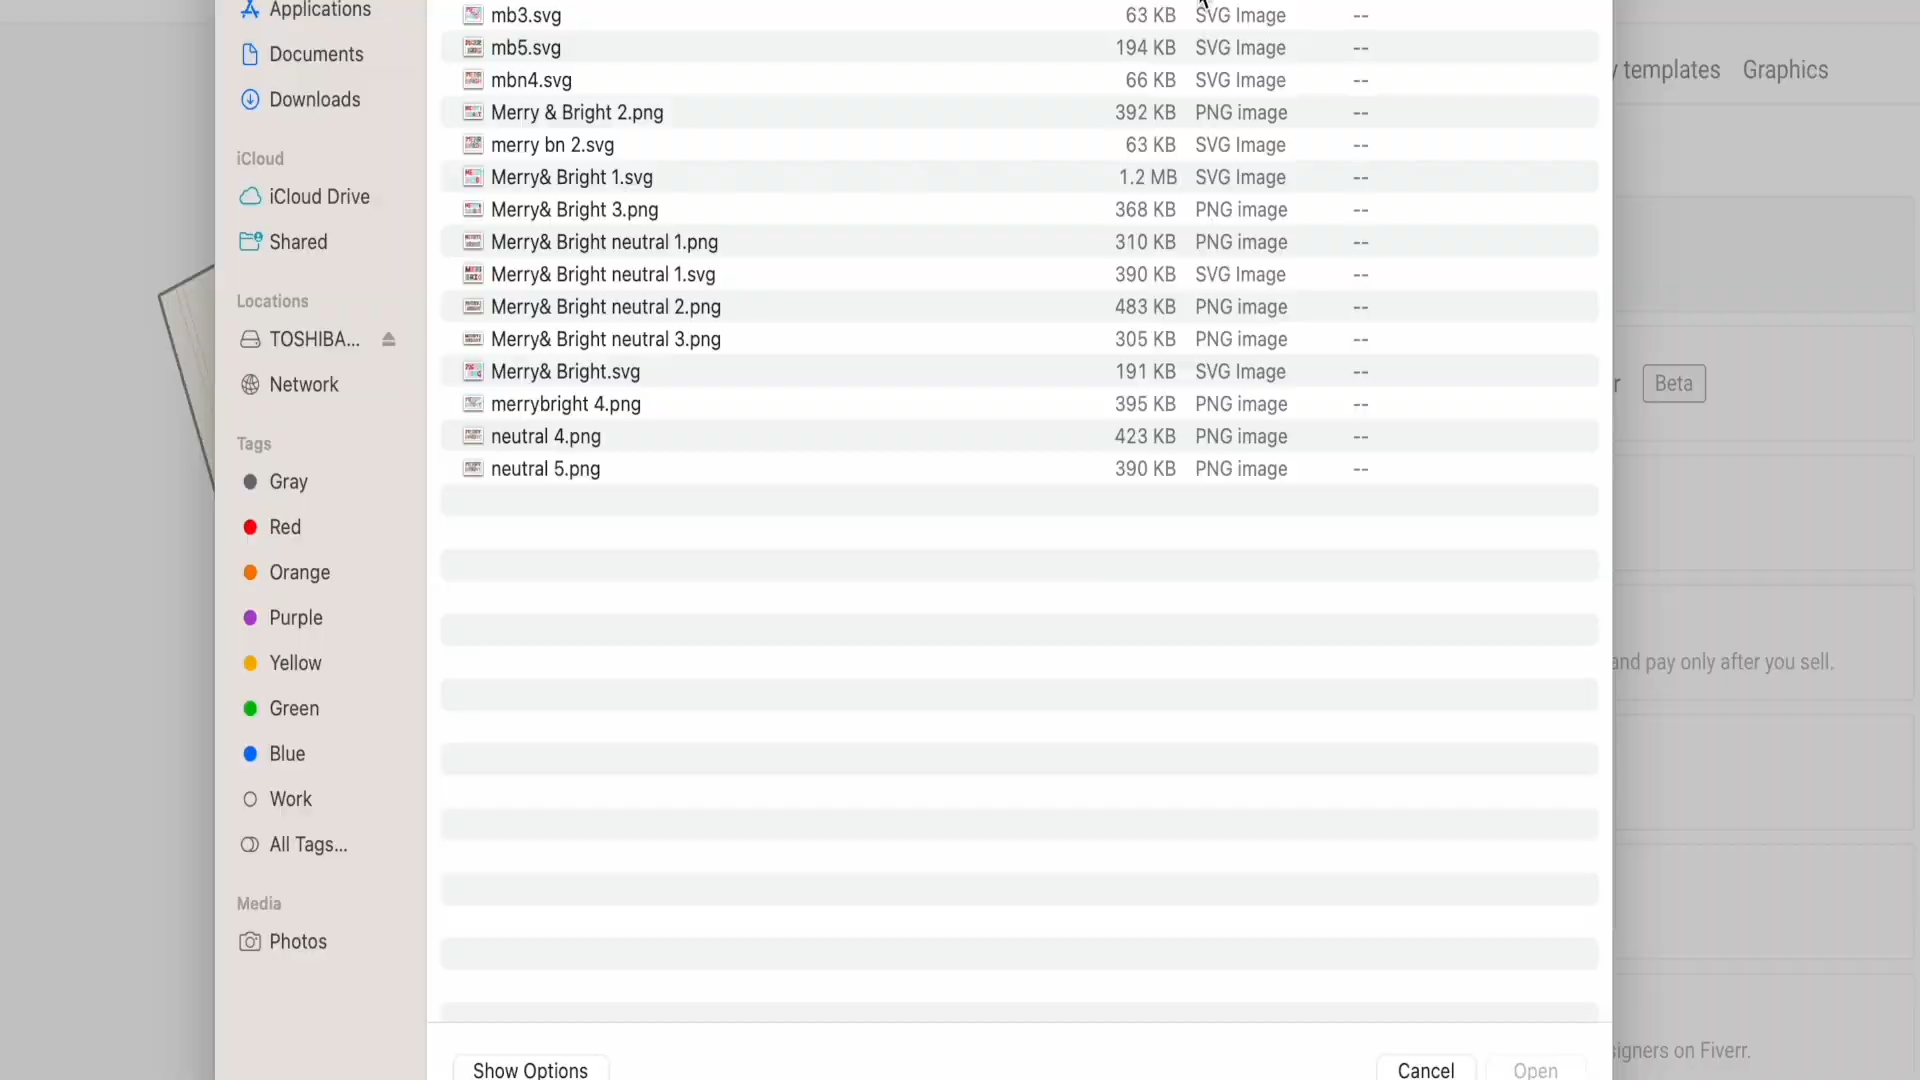 Applications
Documents
Downloads
iCloud
iCloud Drive
Shared
Locations
TOSHIBA...
Network
Tags
Gray
Red
Orange
Purple
Yellow
Green
Blue
Work
All Tags...
Media
Photos
mb3.svg 63 KB SVG Image --
mb5.svg 194 KB SVG Image --
mbn4.svg 66 KB SVG Image --
Merry & Bright 2.png 392 KB PNG image --
merry bn 2.svg 63 KB SVG Image --
Merry& Bright 1.svg 1.2 MB SVG Image --
Merry& Bright 3.png 368 KB PNG image --
Merry& Bright neutral 1.png 310 KB PNG image --
Merry& Bright neutral 1.svg 390 KB SVG Image --
Merry& Bright neutral 2.png 483 KB PNG image --
Merry& Bright neutral 3.png 305 KB PNG image --
Merry& Bright.svg 191 KB SVG Image --
merrybright 4.png 395 KB PNG image --
neutral 4.png 423 KB PNG image --
neutral 5.png 390 KB PNG image --
Show Options Cancel Open
templates Graphics
Beta
and pay only after you sell.
on Fiverr.